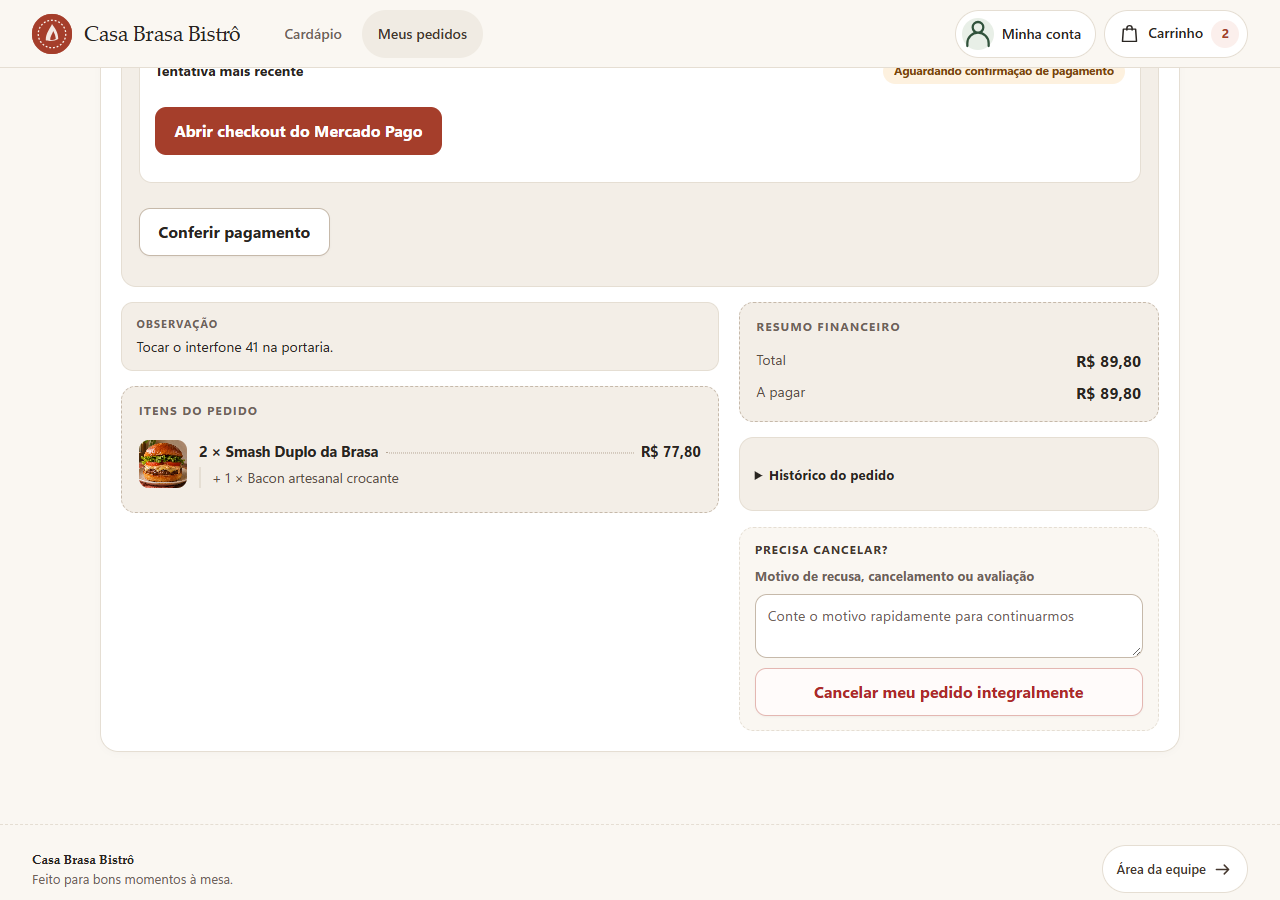 Casa Brasa Bistrô
Cardápio
Meus pedidos
Minha conta
Carrinho 2
Tentativa mais recente
Aguardando confirmação de pagamento
Abrir checkout do Mercado Pago
Conferir pagamento
OBSERVAÇÃO
Tocar o interfone 41 na portaria.
ITENS DO PEDIDO
2 × Smash Duplo da Brasa R$ 77,80
+ 1 × Bacon artesanal crocante
RESUMO FINANCEIRO
Total R$ 89,80
A pagar R$ 89,80
Histórico do pedido
PRECISA CANCELAR?
Motivo de recusa, cancelamento ou avaliação
Conte o motivo rapidamente para continuarmos
Cancelar meu pedido integralmente
Casa Brasa Bistrô
Feito para bons momentos à mesa.
Área da equipe